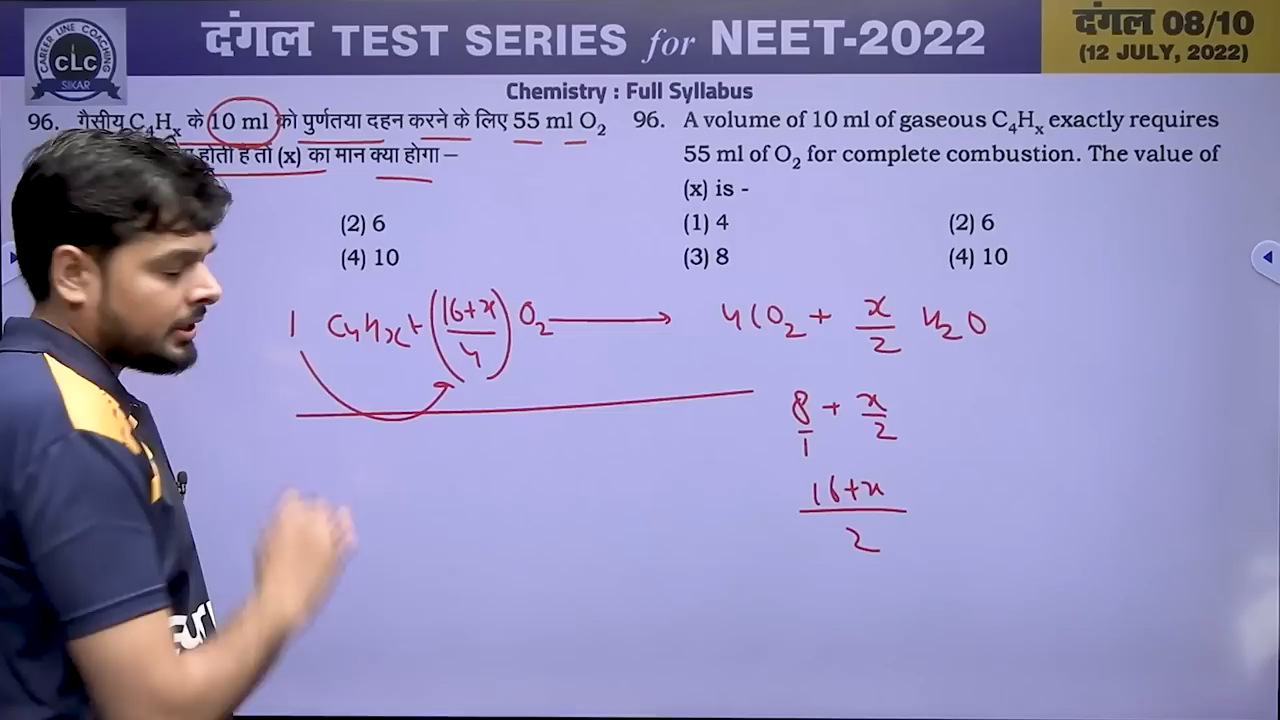 दंगल TEST SERIES for NEET-2022
दंगल 08/10
(12 JULY, 2022)
CAREER LINE COACHING
CLC
SIKAR
Chemistry : Full Syllabus
96. गैसीय C₄Hₓ के 10 ml को पुर्णतया दहन करने के लिए 55 ml O₂
होती है तो (x) का मान क्या होगा –
(2) 6
(4) 10
96. A volume of 10 ml of gaseous C₄Hₓ exactly requires
55 ml of O₂ for complete combustion. The value of
(x) is -
(1) 4 (2) 6
(3) 8 (4) 10
1 C₄Hₓ + (16+x/4) O₂ → 4CO₂ + x/2 H₂O
8/1 + x/2
16+x/2